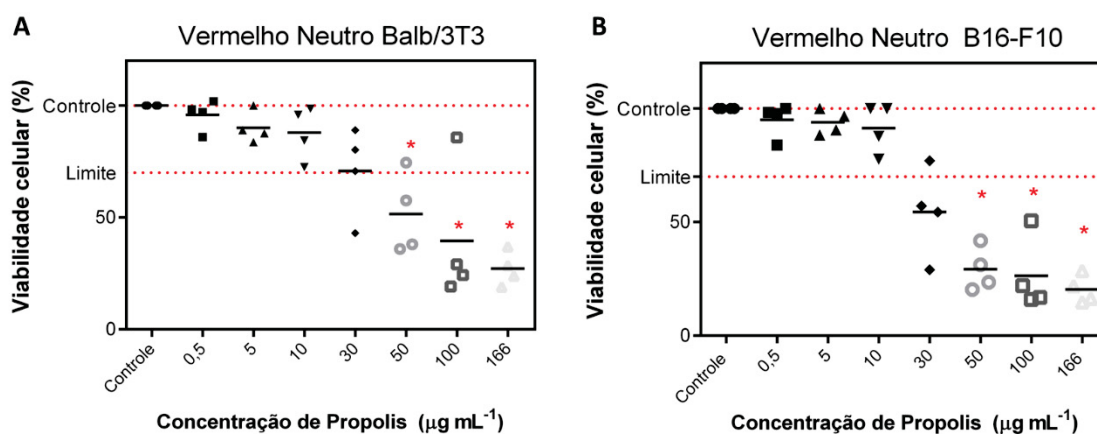 A
Vermelho Neutro Balb/3T3
Viabilidade celular (%)
Controle
Limite
50
0
*
*
*
Controle
0,5
5
10
30
50
100
166
Concentração de Propolis (μg mL⁻¹)
B
Vermelho Neutro B16-F10
Viabilidade celular (%)
Controle
Limite
50
0
*
*
*
Controle
0,5
5
10
30
50
100
166
Concentração de Propolis (μg mL⁻¹)